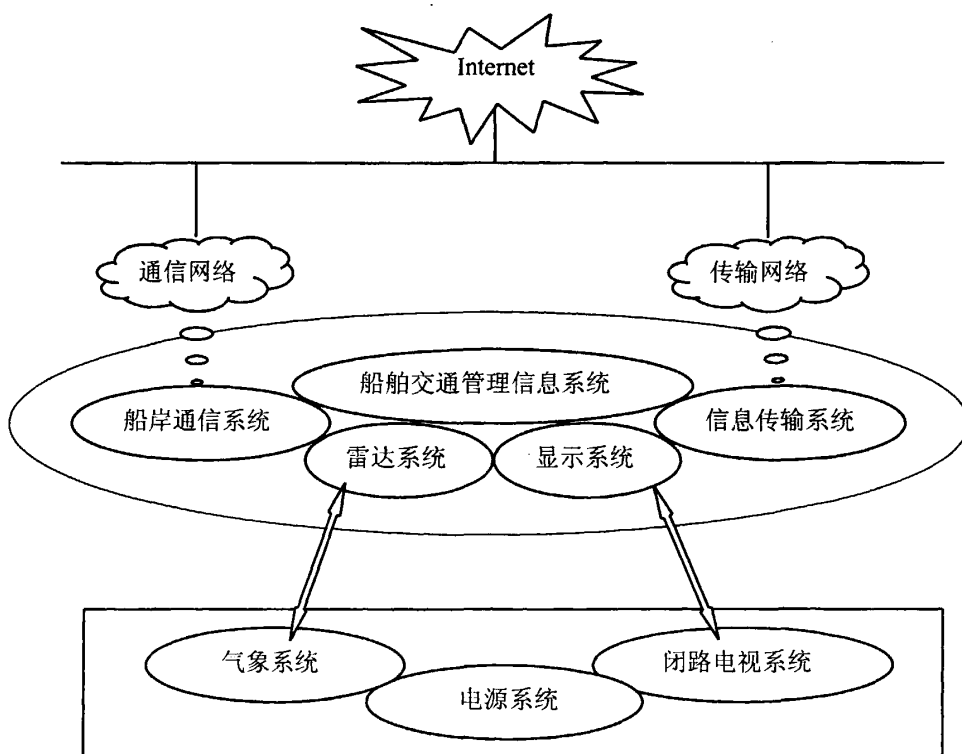 Internet
通信网络
传输网络
船舶交通管理信息系统
船岸通信系统
信息传输系统
雷达系统
显示系统
气象系统
闭路电视系统
电源系统